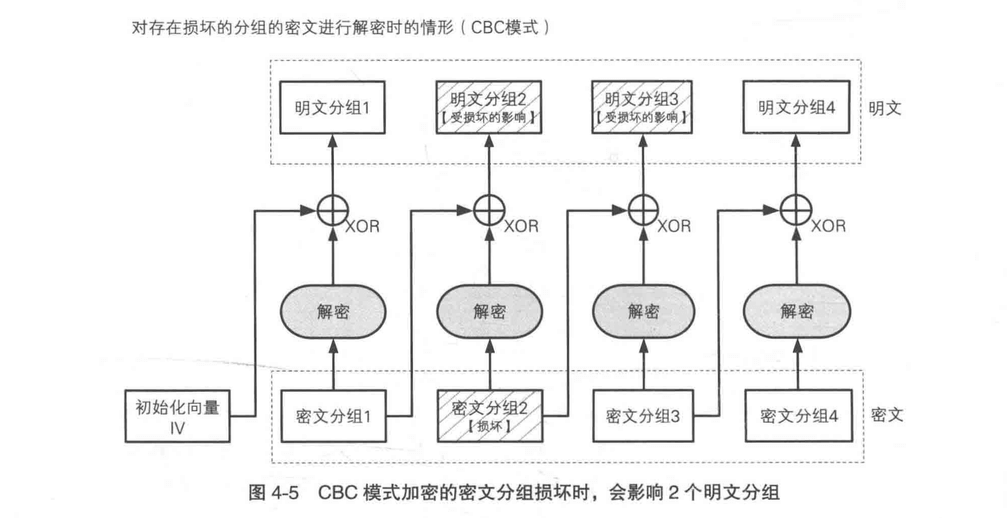 对存在损坏的分组的密文进行解密时的情形（CBC模式）
明文分组1
明文分组2
【受损坏的影响】
明文分组3
【受损坏的影响】
明文分组4
明文
XOR
XOR
XOR
XOR
解密
解密
解密
解密
初始化向量
IV
密文分组1
密文分组2
【损坏】
密文分组3
密文分组4
密文
图 4-5 CBC 模式加密的密文分组损坏时，会影响 2 个明文分组